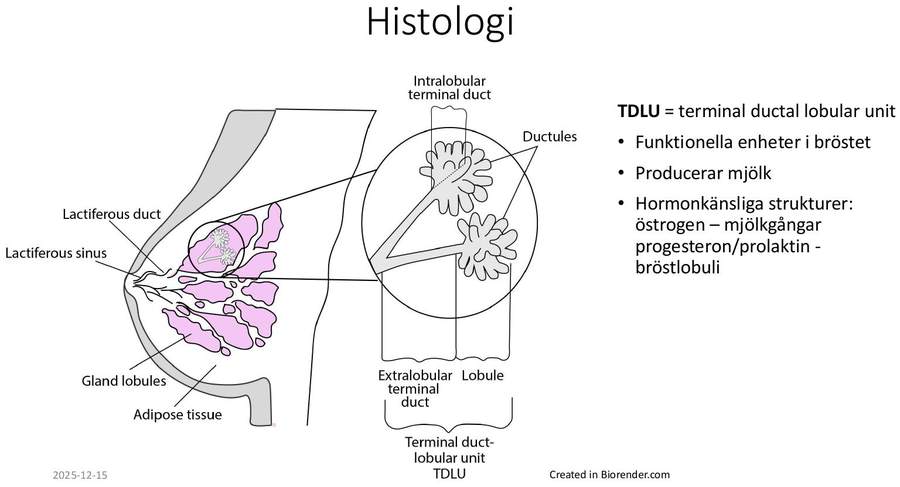 Histologi
Intralobular
terminal duct
Ductules
Lactiferous duct
Lactiferous sinus
Gland lobules
Adipose tissue
Extralobular
terminal
duct
Lobule
Terminal duct-
lobular unit
TDLU
TDLU = terminal ductal lobular unit
• Funktionella enheter i bröstet
• Producerar mjölk
• Hormonkänsliga strukturer:
östrogen – mjölkgångar
progesteron/prolaktin -
bröstlobuli
2025-12-15
Created in Biorender.com